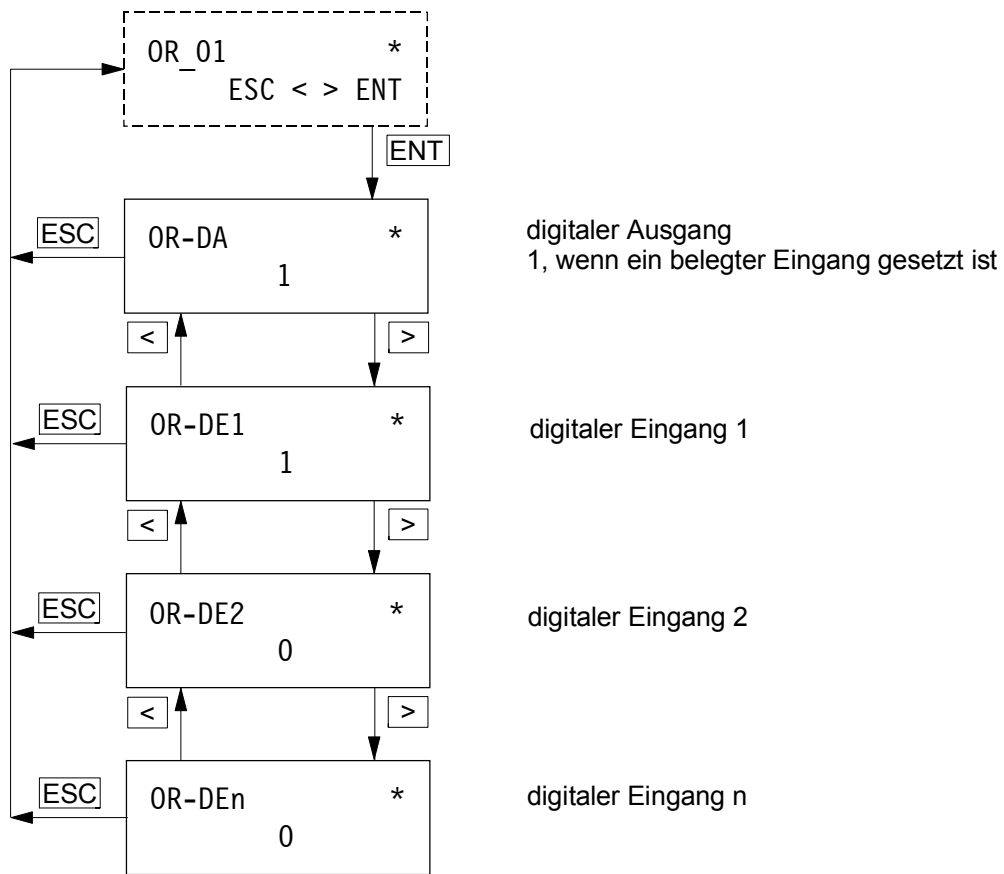 OR_01 *
ESC < > ENT
ENT
ESC
OR-DA *
1
digitaler Ausgang
1, wenn ein belegter Eingang gesetzt ist
<
>
ESC
OR-DE1 *
1
digitaler Eingang 1
<
>
ESC
OR-DE2 *
0
digitaler Eingang 2
<
>
ESC
OR-DEn *
0
digitaler Eingang n